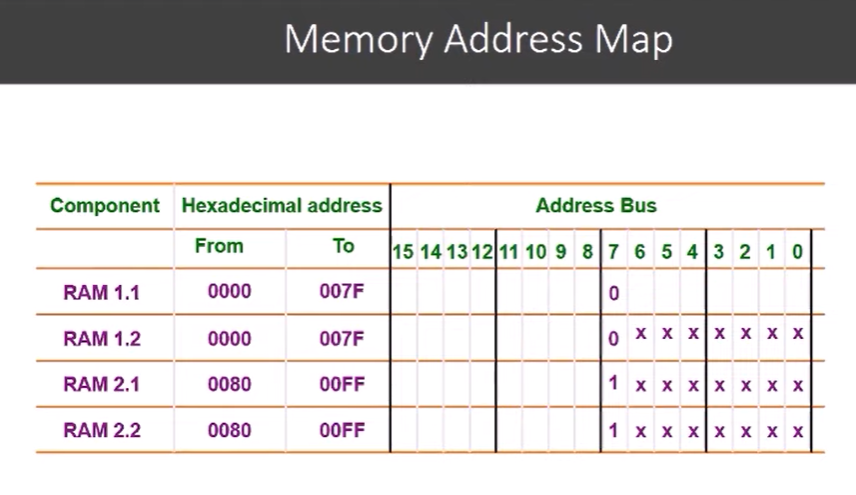 Memory Address Map
Component Hexadecimal address Address Bus
From To 15 14 13 12 11 10 9 8 7 6 5 4 3 2 1 0
RAM 1.1 0000 007F 0
RAM 1.2 0000 007F 0 x x x x x x x
RAM 2.1 0080 00FF 1 x x x x x x x
RAM 2.2 0080 00FF 1 x x x x x x x